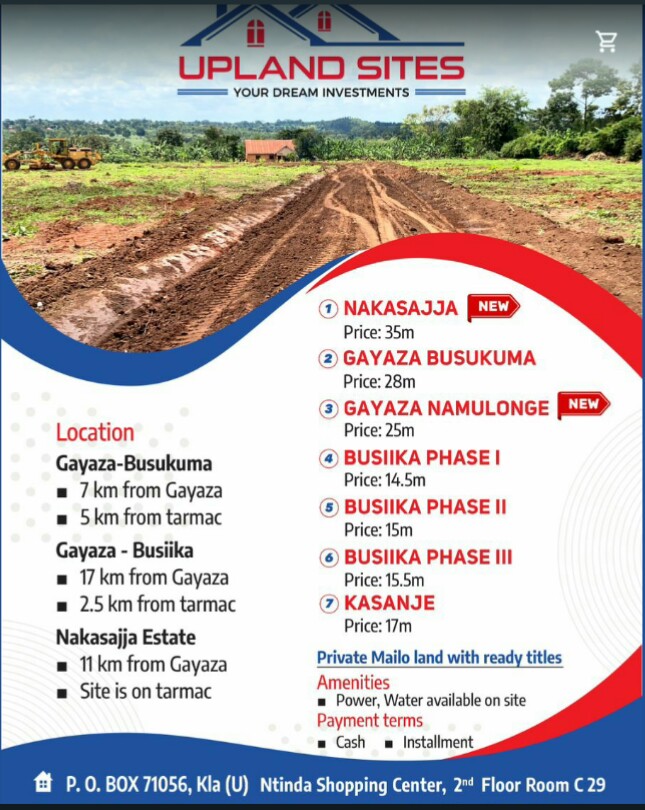 UPLAND SITES
YOUR DREAM INVESTMENTS
1 NAKASAJJA NEW
Price: 35m
2 GAYAZA BUSUKUMA
Price: 28m
3 GAYAZA NAMULONGE NEW
Price: 25m
4 BUSIIKA PHASE I
Price: 14.5m
5 BUSIIKA PHASE II
Price: 15m
6 BUSIIKA PHASE III
Price: 15.5m
7 KASANJE
Price: 17m
Location
Gayaza-Busukuma
■ 7 km from Gayaza
■ 5 km from tarmac
Gayaza - Busiika
■ 17 km from Gayaza
■ 2.5 km from tarmac
Nakasajja Estate
■ 11 km from Gayaza
■ Site is on tarmac
Private Mailo land with ready titles
Amenities
■ Power, Water available on site
Payment terms
■ Cash ■ Installment
P. O. BOX 71056, Kla (U) Ntinda Shopping Center, 2nd Floor Room C 29